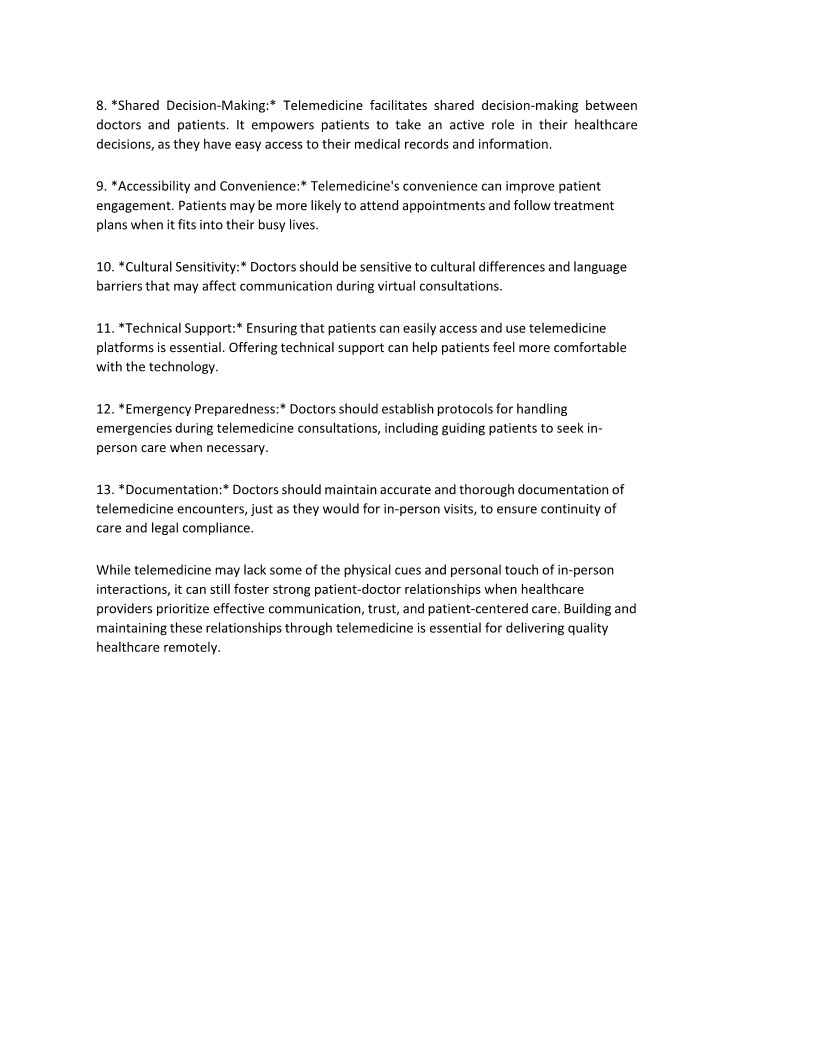 8. *Shared Decision-Making:* Telemedicine facilitates shared decision-making between
doctors and patients. It empowers patients to take an active role in their healthcare
decisions, as they have easy access to their medical records and information.
9. *Accessibility and Convenience:* Telemedicine's convenience can improve patient
engagement. Patients may be more likely to attend appointments and follow treatment
plans when it fits into their busy lives.
10. *Cultural Sensitivity:* Doctors should be sensitive to cultural differences and language
barriers that may affect communication during virtual consultations.
11. *Technical Support:* Ensuring that patients can easily access and use telemedicine
platforms is essential. Offering technical support can help patients feel more comfortable
with the technology.
12. *Emergency Preparedness:* Doctors should establish protocols for handling
emergencies during telemedicine consultations, including guiding patients to seek in-
person care when necessary.
13. *Documentation:* Doctors should maintain accurate and thorough documentation of
telemedicine encounters, just as they would for in-person visits, to ensure continuity of
care and legal compliance.
While telemedicine may lack some of the physical cues and personal touch of in-person
interactions, it can still foster strong patient-doctor relationships when healthcare
providers prioritize effective communication, trust, and patient-centered care. Building and
maintaining these relationships through telemedicine is essential for delivering quality
healthcare remotely.